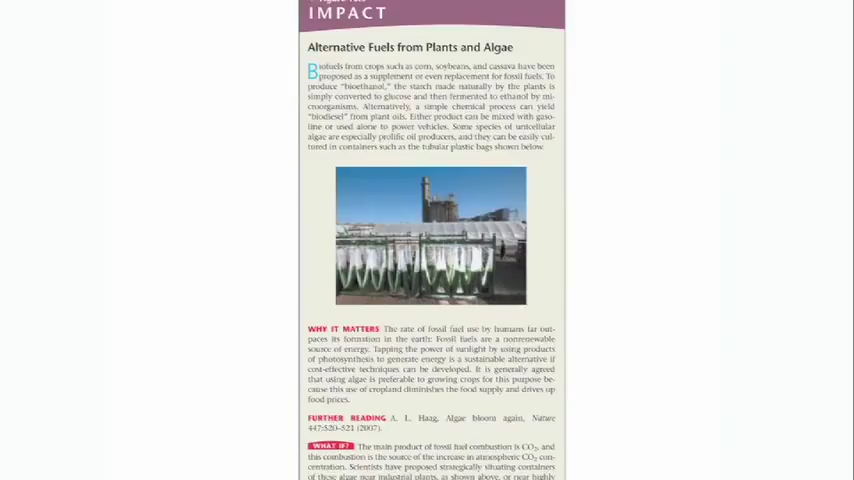 IMPACT
Alternative Fuels from Plants and Algae
Biofuels from crops such as corn, soybeans, and cassava have been
proposed as a supplement or even replacement for fossil fuels. To
produce “bioethanol,” the starch made naturally by the plants is
simply converted to glucose and then fermented to ethanol by mi-
croorganisms. Alternatively, a simple chemical process can yield
“biodiesel” from plant oils. Either product can be mixed with gaso-
line or used alone to power vehicles. Some species of unicellular
algae are especially prolific oil producers, and they can be easily cul-
tured in containers such as the tubular plastic bags shown below.
WHY IT MATTERS The rate of fossil fuel use by humans far out-
paces its formation in the earth: Fossil fuels are a nonrenewable
source of energy. Tapping the power of sunlight by using products
of photosynthesis to generate energy is a sustainable alternative if
cost-effective techniques can be developed. It is generally agreed
that using algae is preferable to growing crops for this purpose be-
cause this use of cropland diminishes the food supply and drives up
food prices.
FURTHER READING A. L. Haag, Algae bloom again, Nature
447:520–521 (2007).
WHAT IF? The main product of fossil fuel combustion is CO₂, and
this combustion is the source of the increase in atmospheric CO₂ con-
centration. Scientists have proposed strategically situating containers
of these algae near industrial plants, as shown above, or near highly